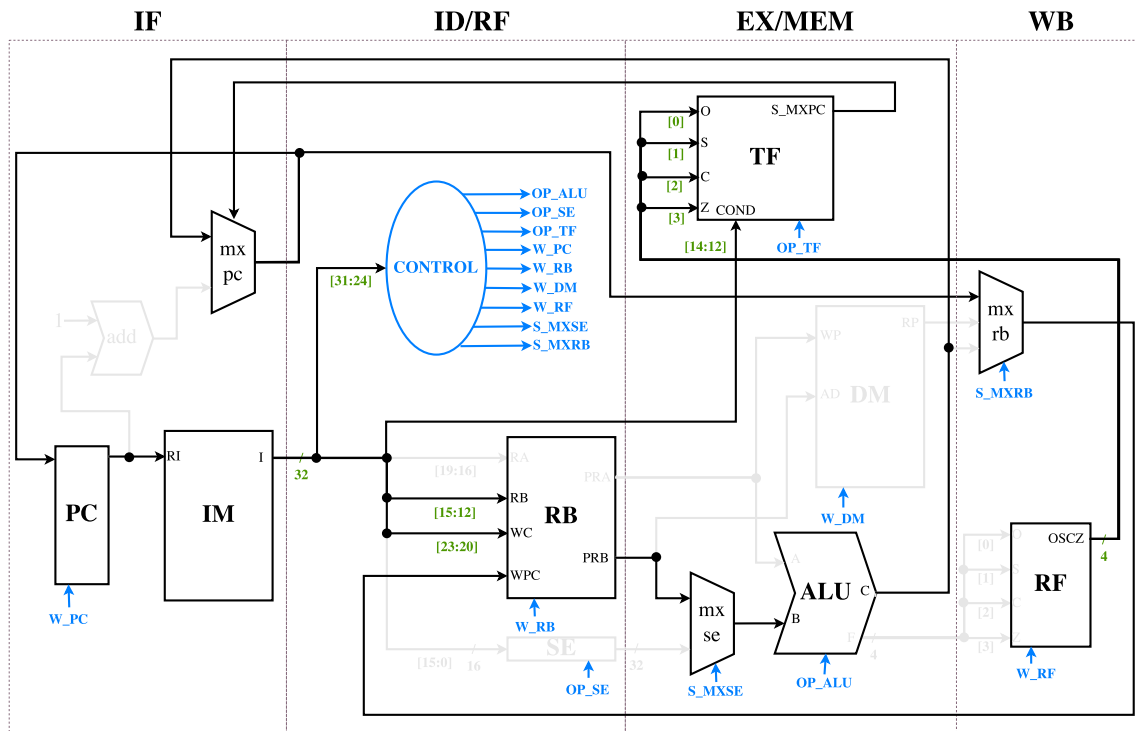 IF
ID/RF
EX/MEM
WB
O
S_MXPC
[0]
TF
S
[1]
C
[2]
Z
COND
[3]
[14:12]
OP_TF
mx
pc
CONTROL
[31:24]
OP_ALU
OP_SE
OP_TF
W_PC
W_RB
W_DM
W_RF
S_MXSE
S_MXRB
1
add
mx
rb
S_MXRB
WP
RP
AD
DM
W_DM
PC
W_PC
RI
I
IM
32
RA
[19:16]
PRA
RB
[15:12]
RB
WC
[23:20]
PRB
WPC
W_RB
[15:0]
16
SE
32
OP_SE
mx
se
S_MXSE
A
ALU
C
B
F
4
OP_ALU
O
[0]
OSCZ
4
S
[1]
RF
C
[2]
Z
[3]
W_RF